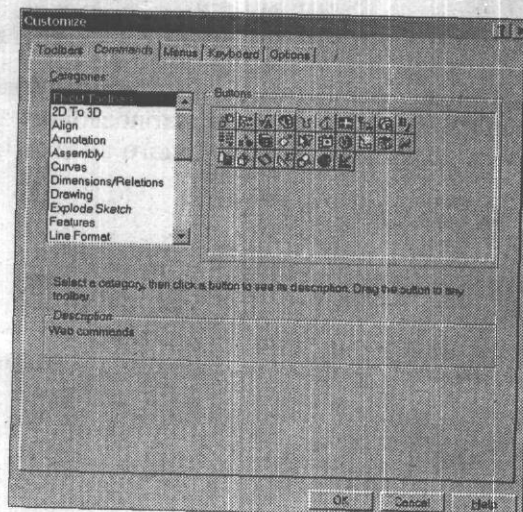 Customize
Toolbars Commands Menus Keyboard Options
Categories:
Buttons
2D To 3D
Align
Annotation
Assembly
Curves
Dimensions/Relations
Drawing
Explode Sketch
Features
Line Format
Select a category, then click a button to see its description. Drag the button to any
toolbar.
Description
Web commands
OK Cancel Help